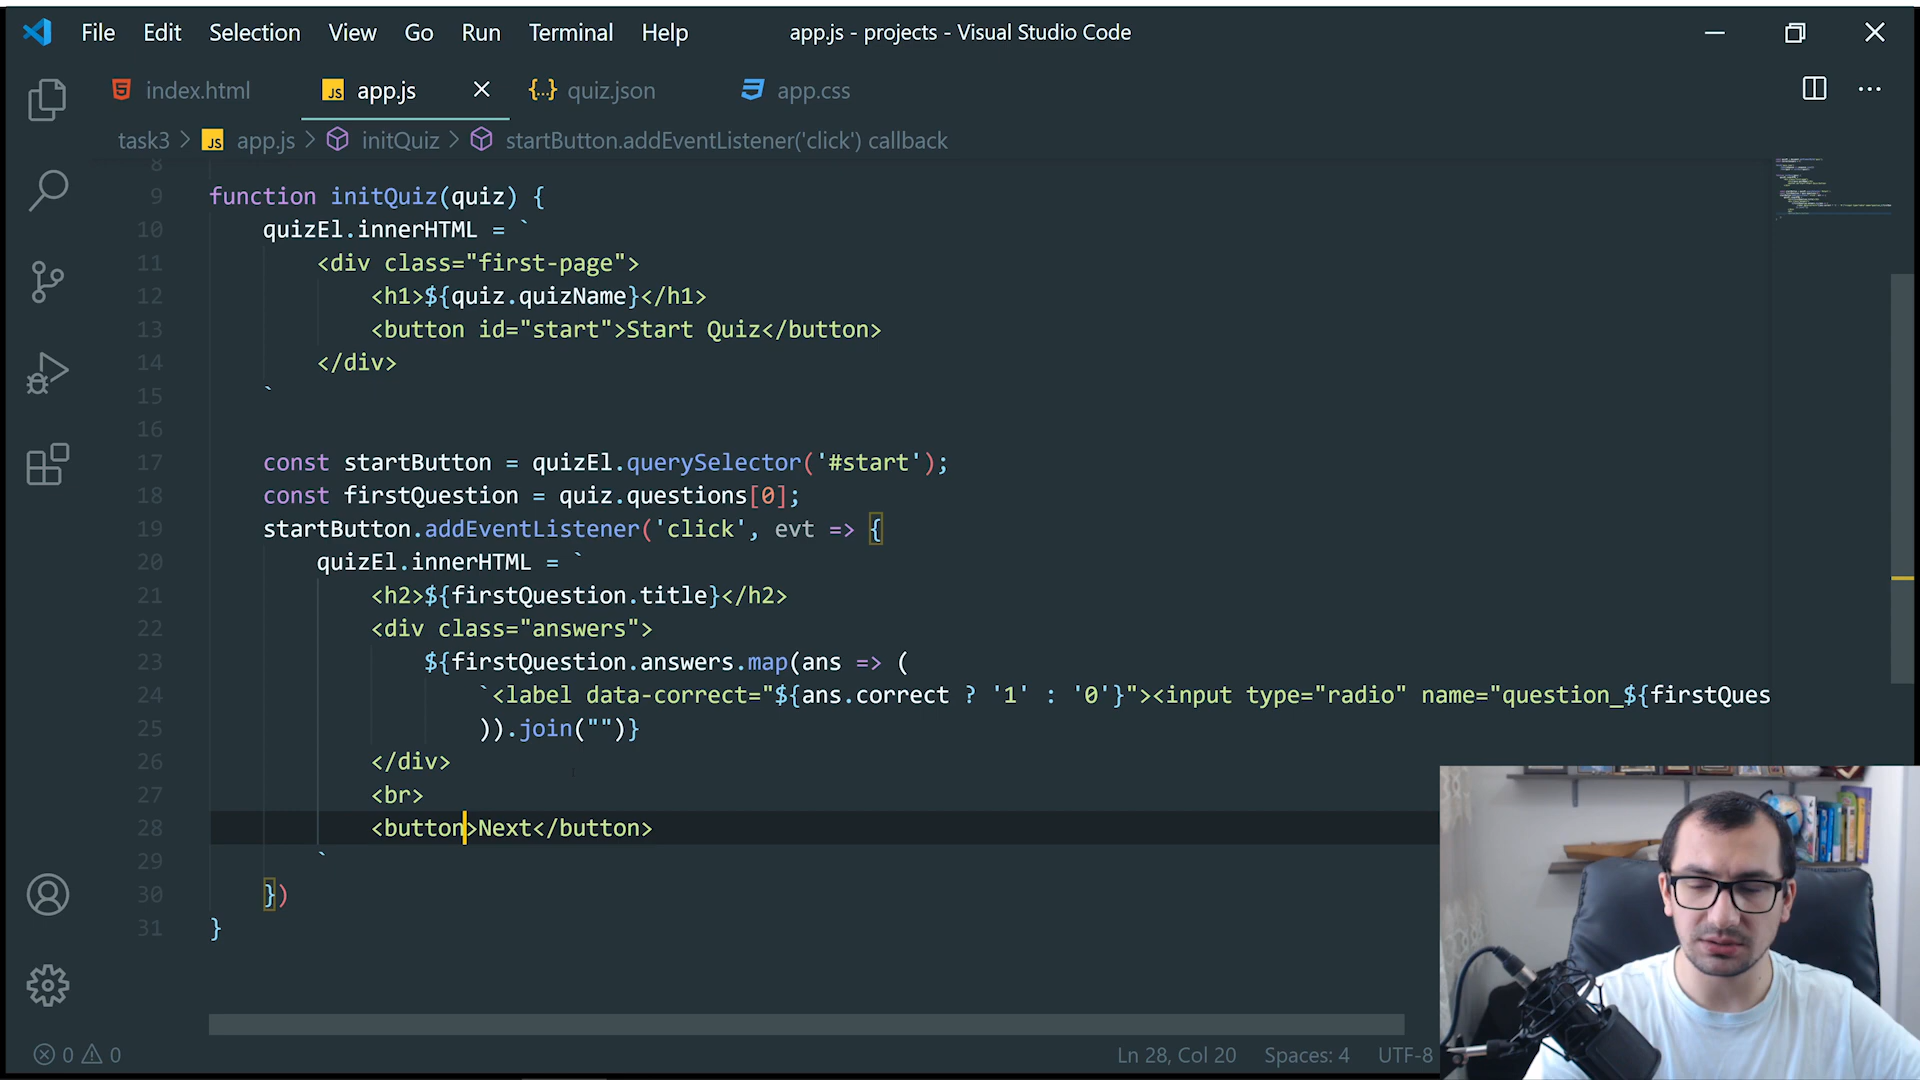 File Edit Selection View Go Run Terminal Help app.js - projects - Visual Studio Code
index.html JS app.js {..} quiz.json app.css
task3 > JS app.js > initQuiz > startButton.addEventListener('click') callback
8
9 function initQuiz(quiz) {
10 quizEl.innerHTML = `
11 <div class="first-page">
12 <h1>${quiz.quizName}</h1>
13 <button id="start">Start Quiz</button>
14 </div>
15 `
16
17 const startButton = quizEl.querySelector('#start');
18 const firstQuestion = quiz.questions[0];
19 startButton.addEventListener('click', evt => {
20 quizEl.innerHTML = `
21 <h2>${firstQuestion.title}</h2>
22 <div class="answers">
23 ${firstQuestion.answers.map(ans => (
24 `<label data-correct="${ans.correct ? '1' : '0'}"><input type="radio" name="question_${firstQues
25 )).join("")}
26 </div>
27 <br>
28 <button>Next</button>
29 `
30 })
31 }
0 0 Ln 28, Col 20 Spaces: 4 UTF-8